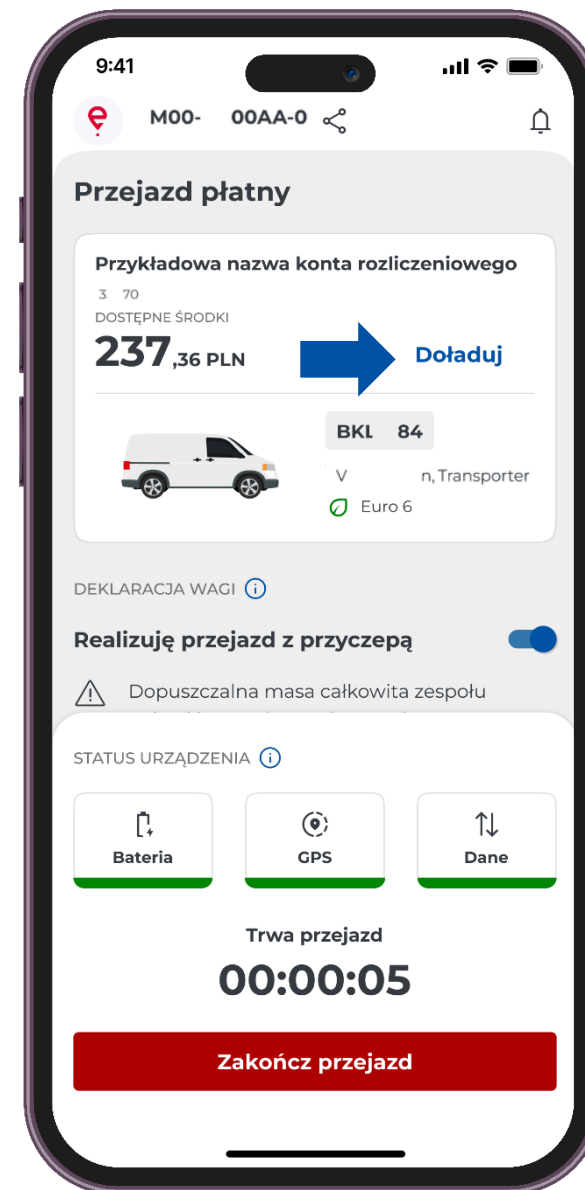 9:41
M00- 00AA-0
Przejazd płatny
Przykładowa nazwa konta rozliczeniowego
3 70
DOSTĘPNE ŚRODKI
237,36 PLN
Doładuj
BKL 84
V n, Transporter
Euro 6
DEKLARACJA WAGI
Realizuję przejazd z przyczepą
Dopuszczalna masa całkowita zespołu
STATUS URZĄDZENIA
Bateria GPS Dane
Trwa przejazd
00:00:05
Zakończ przejazd